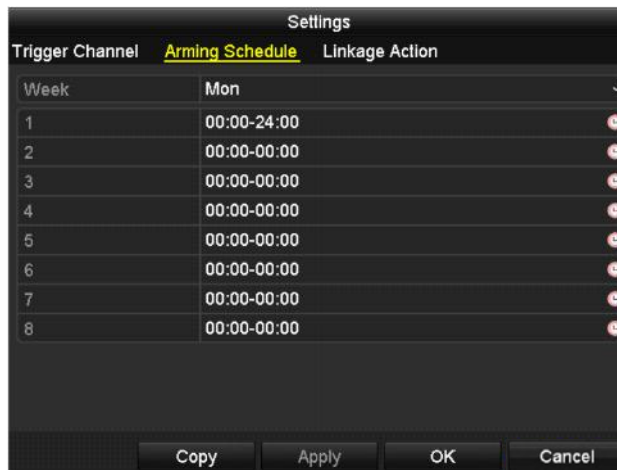 Settings
Trigger Channel Arming Schedule Linkage Action
Week Mon
1 00:00-24:00
2 00:00-00:00
3 00:00-00:00
4 00:00-00:00
5 00:00-00:00
6 00:00-00:00
7 00:00-00:00
8 00:00-00:00
Copy Apply OK Cancel